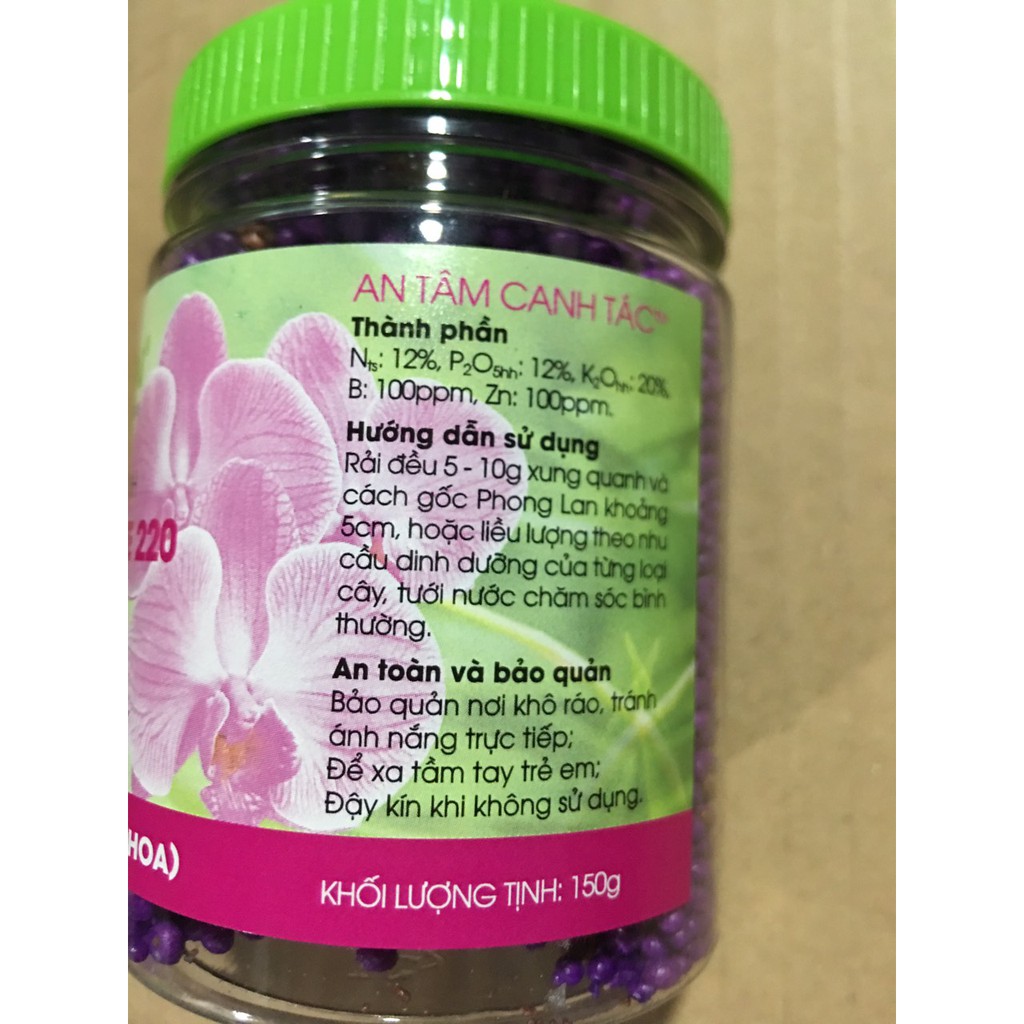 AN TÂM CANH TÁC
Thành phần
Nts: 12%, P2O5hh: 12%, K2Ohh: 20%,
B: 100ppm, Zn: 100ppm.
Hướng dẫn sử dụng
Rải đều 5 - 10g xung quanh và
cách gốc Phong Lan khoảng
5cm, hoặc liều lượng theo nhu
cầu dinh dưỡng của từng loại
cây, tưới nước chăm sóc bình
thường.
220
An toàn và bảo quản
Bảo quản nơi khô ráo, tránh
ánh nắng trực tiếp;
Để xa tầm tay trẻ em;
Đậy kín khi không sử dụng.
HOA)
KHỐI LƯỢNG TỊNH: 150g